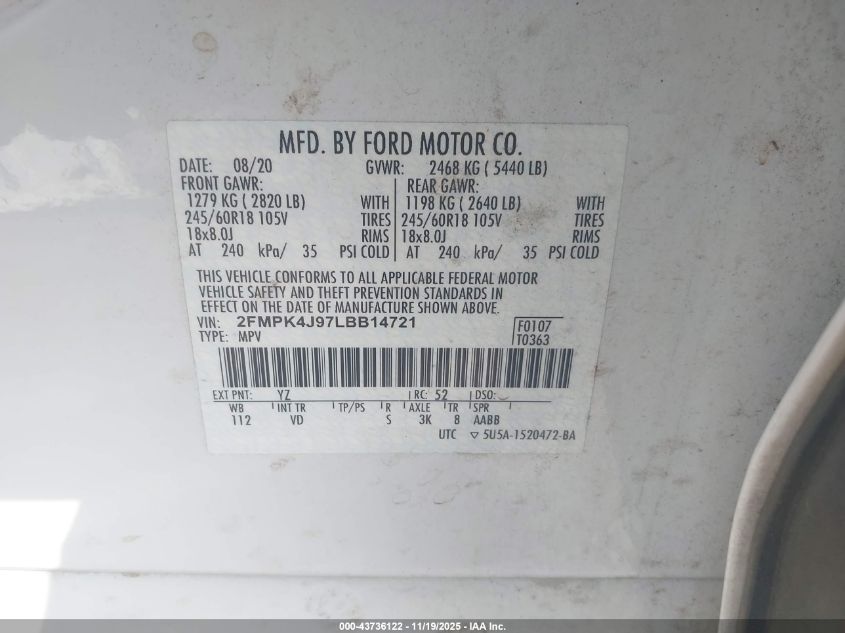 MFD. BY FORD MOTOR CO.
DATE: 08/20 GVWR: 2468 KG ( 5440 LB)
FRONT GAWR: REAR GAWR:
1279 KG ( 2820 LB) WITH 1198 KG ( 2640 LB) WITH
245/60R18 105V TIRES 245/60R18 105V TIRES
18x8.0J RIMS 18x8.0J RIMS
AT 240 kPa/ 35 PSI COLD AT 240 kPa/ 35 PSI COLD
THIS VEHICLE CONFORMS TO ALL APPLICABLE FEDERAL MOTOR
VEHICLE SAFETY AND THEFT PREVENTION STANDARDS IN
EFFECT ON THE DATE OF MANUFACTURE SHOWN ABOVE.
VIN: 2FMPK4J97LBB14721 F0107
TYPE: MPV T0363
EXT PNT: YZ RC: 52 DSO:
WB INT TR TP/PS R AXLE TR SPR
112 VD S 3K 8 AABB
UTC ▽ 5U5A-1520472-BA
000-43736122 - 11/19/2025 - IAA Inc.